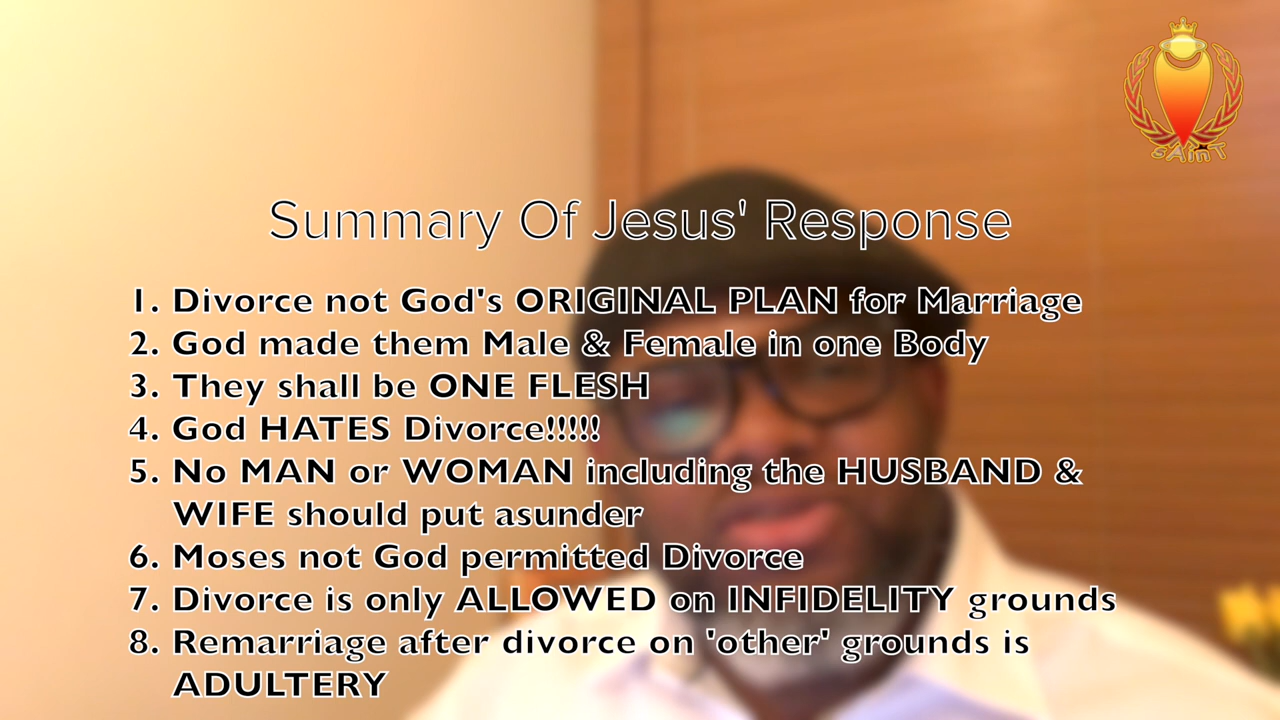 sAinT
Summary Of Jesus' Response
1. Divorce not God's ORIGINAL PLAN for Marriage
2. God made them Male & Female in one Body
3. They shall be ONE FLESH
4. God HATES Divorce!!!!!
5. No MAN or WOMAN including the HUSBAND &
WIFE should put asunder
6. Moses not God permitted Divorce
7. Divorce is only ALLOWED on INFIDELITY grounds
8. Remarriage after divorce on 'other' grounds is
ADULTERY